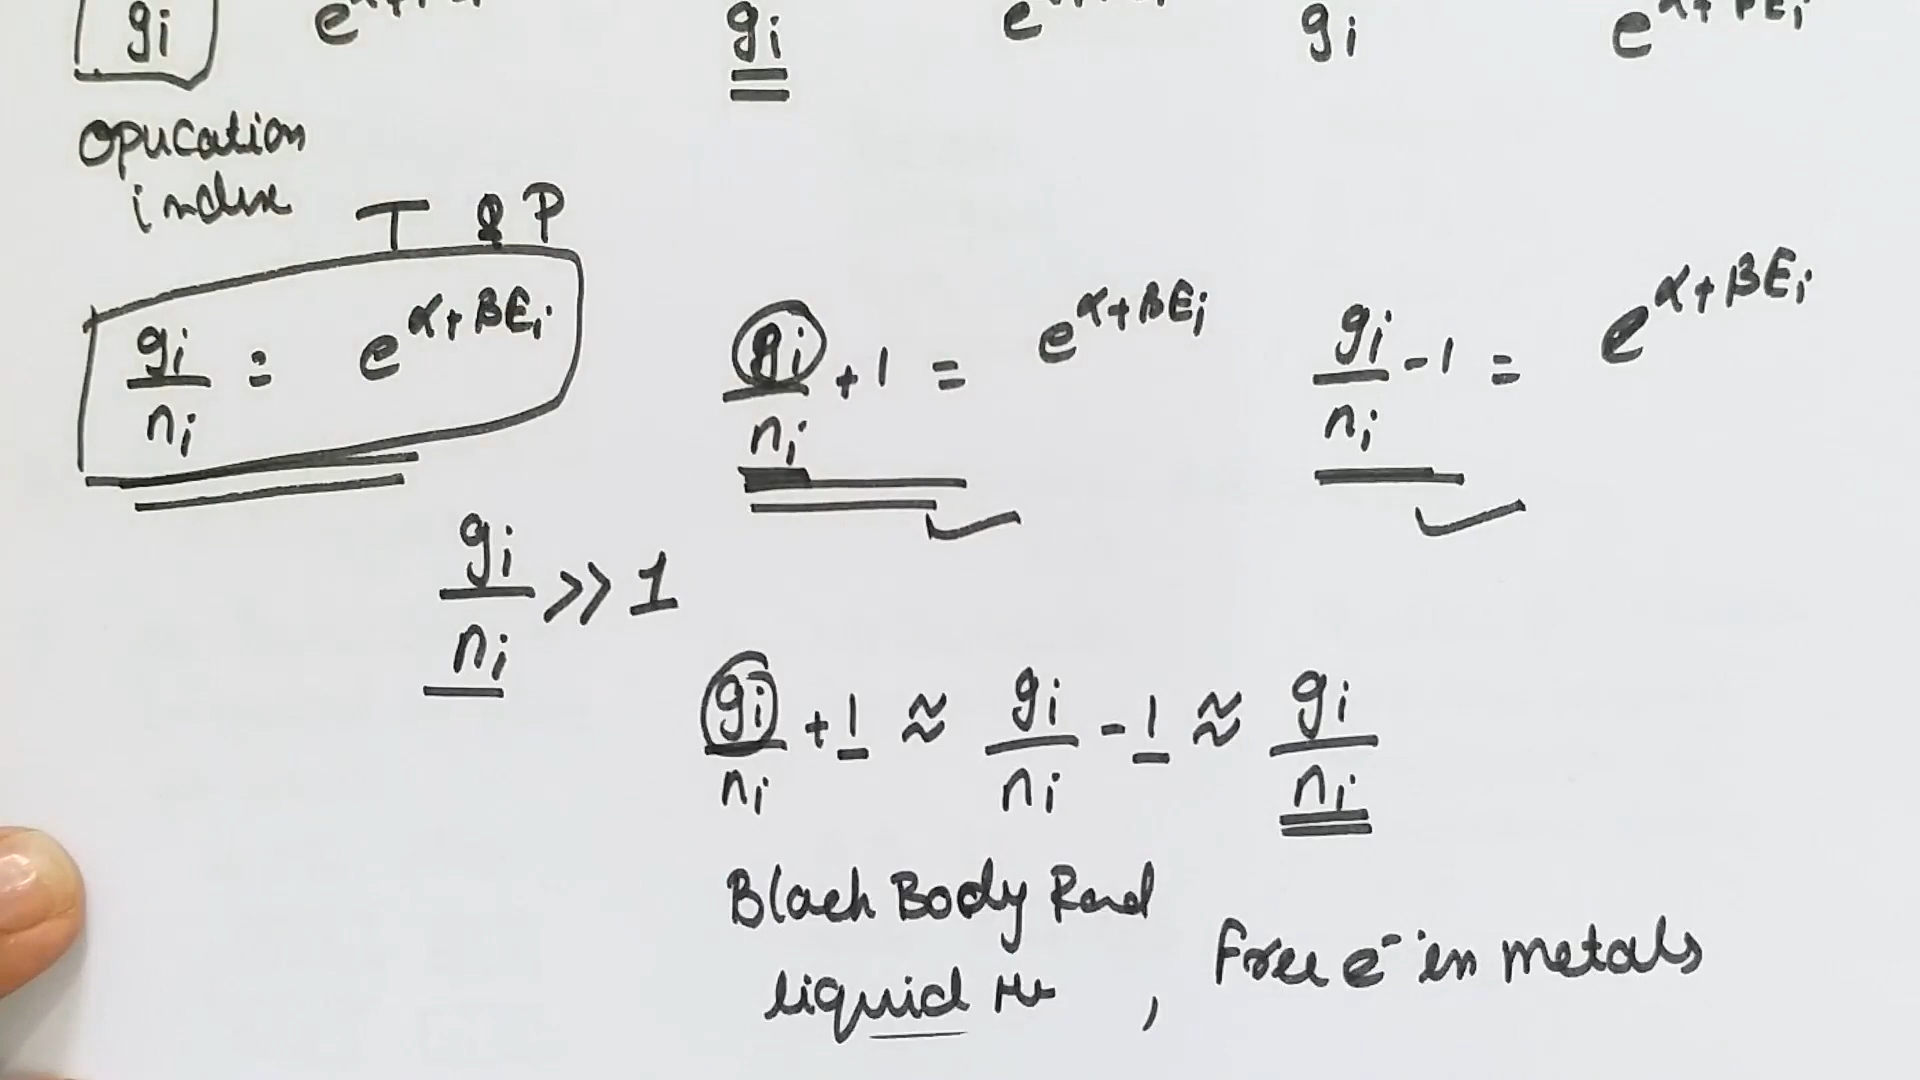 gi e^α+βEi gi e^α+βEi gi e^α+βEi
opucation
index
T & P
gi/ni = e^α+βEi
gi/ni + 1 = e^α+βEi
gi/ni - 1 = e^α+βEi
gi/ni >> 1
gi/ni + 1 ≈ gi/ni - 1 ≈ gi/ni
Black Body Rad
liquid He , Free e⁻ in metals